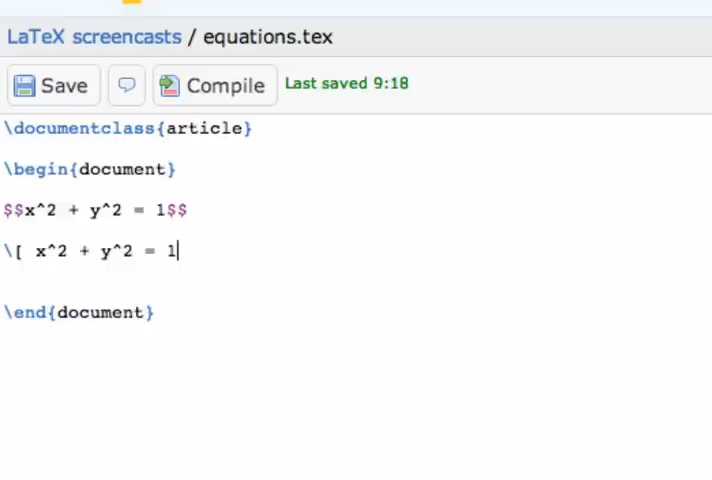 LaTeX screencasts / equations.tex
Save Compile Last saved 9:18
\documentclass{article}
\begin{document}
$$x^2 + y^2 = 1$$
\[ x^2 + y^2 = 1
\end{document}